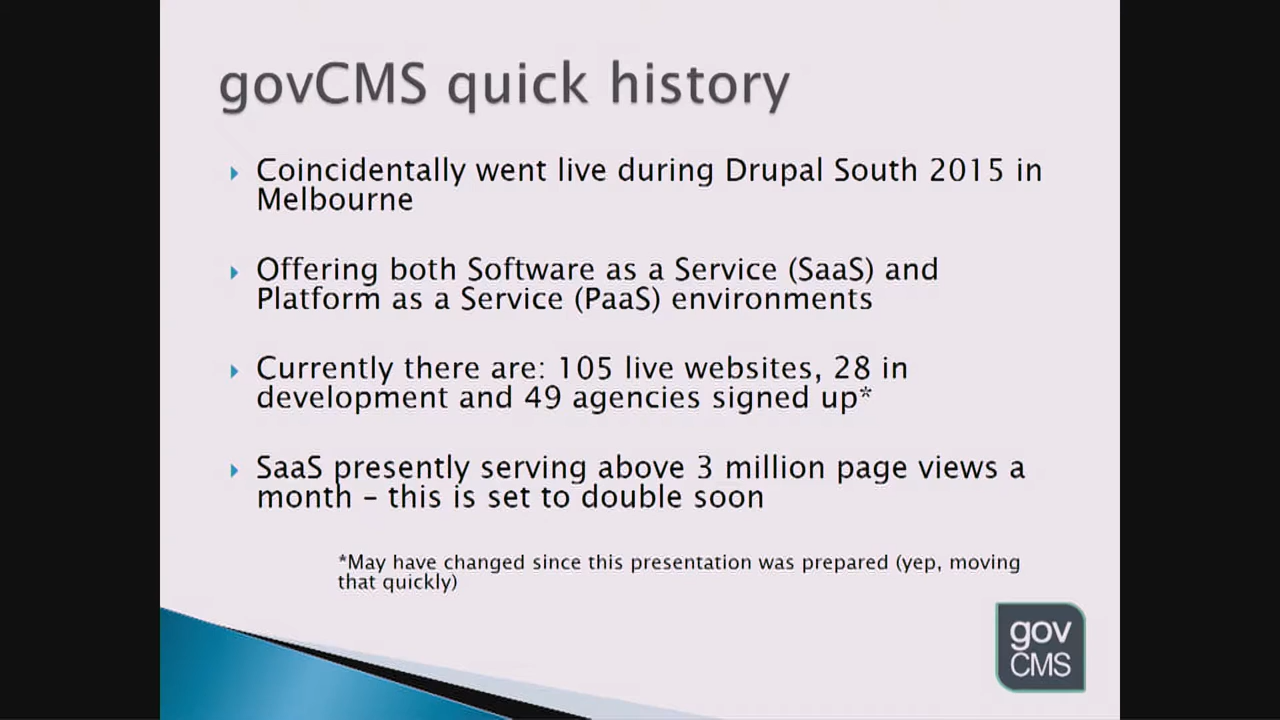 govCMS quick history
Coincidentally went live during Drupal South 2015 in
Melbourne
Offering both Software as a Service (SaaS) and
Platform as a Service (PaaS) environments
Currently there are: 105 live websites, 28 in
development and 49 agencies signed up*
SaaS presently serving above 3 million page views a
month – this is set to double soon
*May have changed since this presentation was prepared (yep, moving
that quickly)
gov
CMS